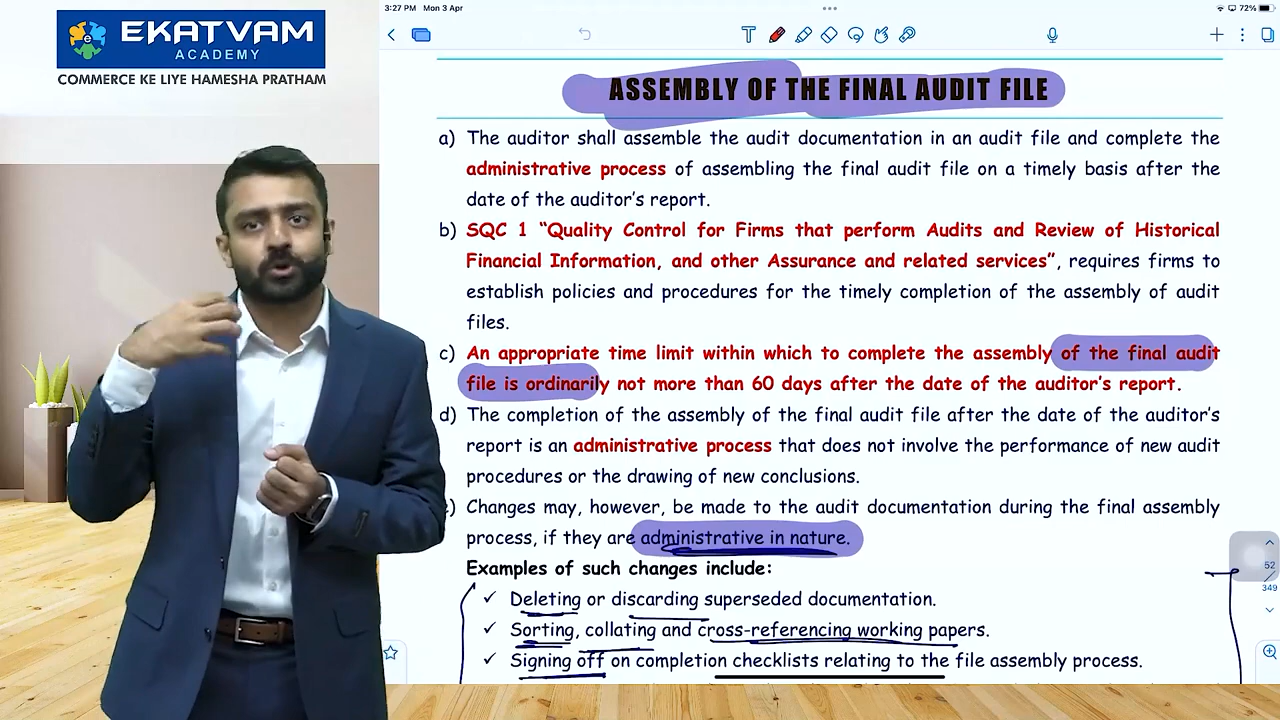 3:27 PM Mon 3 Apr
72%
EKATVAM
ACADEMY
COMMERCE KE LIYE HAMESHA PRATHAM
ASSEMBLY OF THE FINAL AUDIT FILE
a) The auditor shall assemble the audit documentation in an audit file and complete the
administrative process of assembling the final audit file on a timely basis after the
date of the auditor's report.
b) SQC 1 "Quality Control for Firms that perform Audits and Review of Historical
Financial Information, and other Assurance and related services", requires firms to
establish policies and procedures for the timely completion of the assembly of audit
files.
c) An appropriate time limit within which to complete the assembly of the final audit
file is ordinarily not more than 60 days after the date of the auditor's report.
d) The completion of the assembly of the final audit file after the date of the auditor's
report is an administrative process that does not involve the performance of new audit
procedures or the drawing of new conclusions.
) Changes may, however, be made to the audit documentation during the final assembly
process, if they are administrative in nature.
Examples of such changes include:
✓ Deleting or discarding superseded documentation.
✓ Sorting, collating and cross-referencing working papers.
✓ Signing off on completion checklists relating to the file assembly process.
52
349